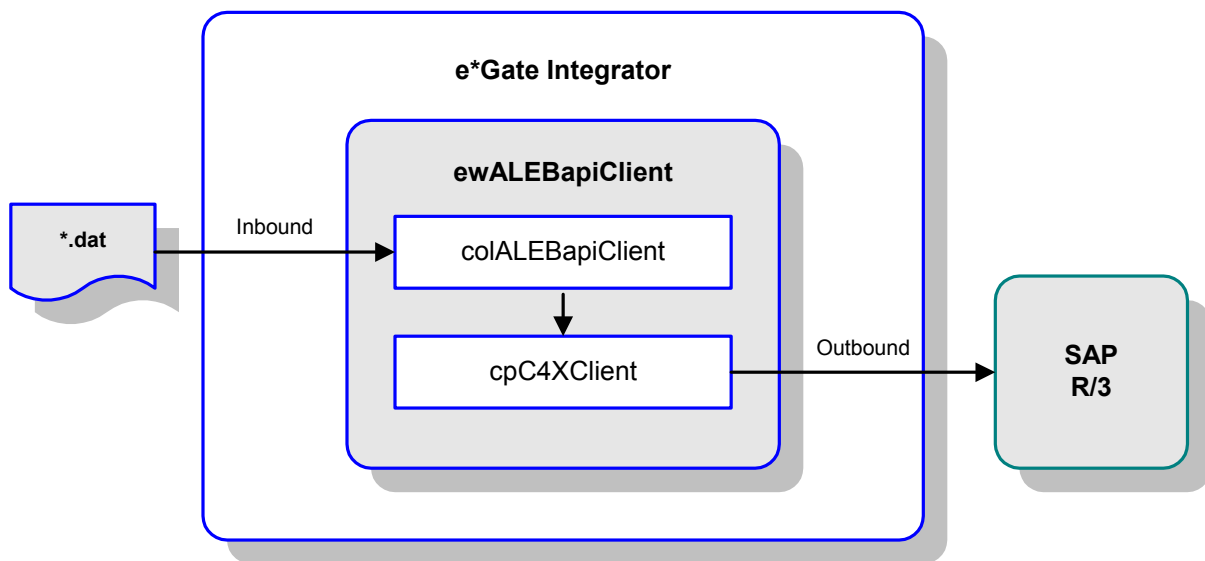 e*Gate Integrator
ewALEBapiClient
*.dat
Inbound
colALEBapiClient
cpC4XClient
Outbound
SAP
R/3